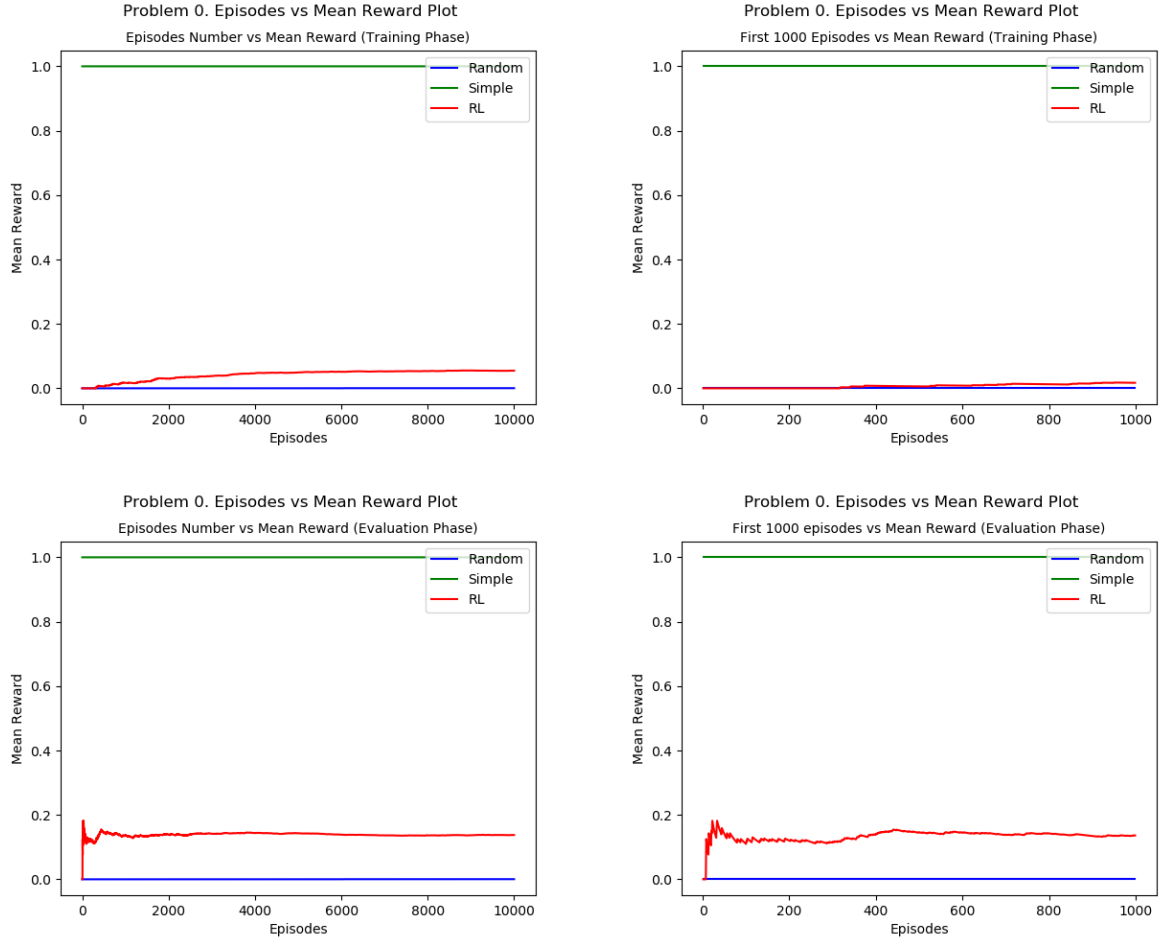 Problem 0. Episodes vs Mean Reward Plot
Episodes Number vs Mean Reward (Training Phase)
1.0
0.8
0.6
0.4
0.2
0.0
Mean Reward
Random
Simple
RL
0 2000 4000 6000 8000 10000
Episodes
Problem 0. Episodes vs Mean Reward Plot
First 1000 Episodes vs Mean Reward (Training Phase)
1.0
0.8
0.6
0.4
0.2
0.0
Mean Reward
Random
Simple
RL
0 200 400 600 800 1000
Episodes
Problem 0. Episodes vs Mean Reward Plot
Episodes Number vs Mean Reward (Evaluation Phase)
1.0
0.8
0.6
0.4
0.2
0.0
Mean Reward
Random
Simple
RL
0 2000 4000 6000 8000 10000
Episodes
Problem 0. Episodes vs Mean Reward Plot
First 1000 episodes vs Mean Reward (Evaluation Phase)
1.0
0.8
0.6
0.4
0.2
0.0
Mean Reward
Random
Simple
RL
0 200 400 600 800 1000
Episodes